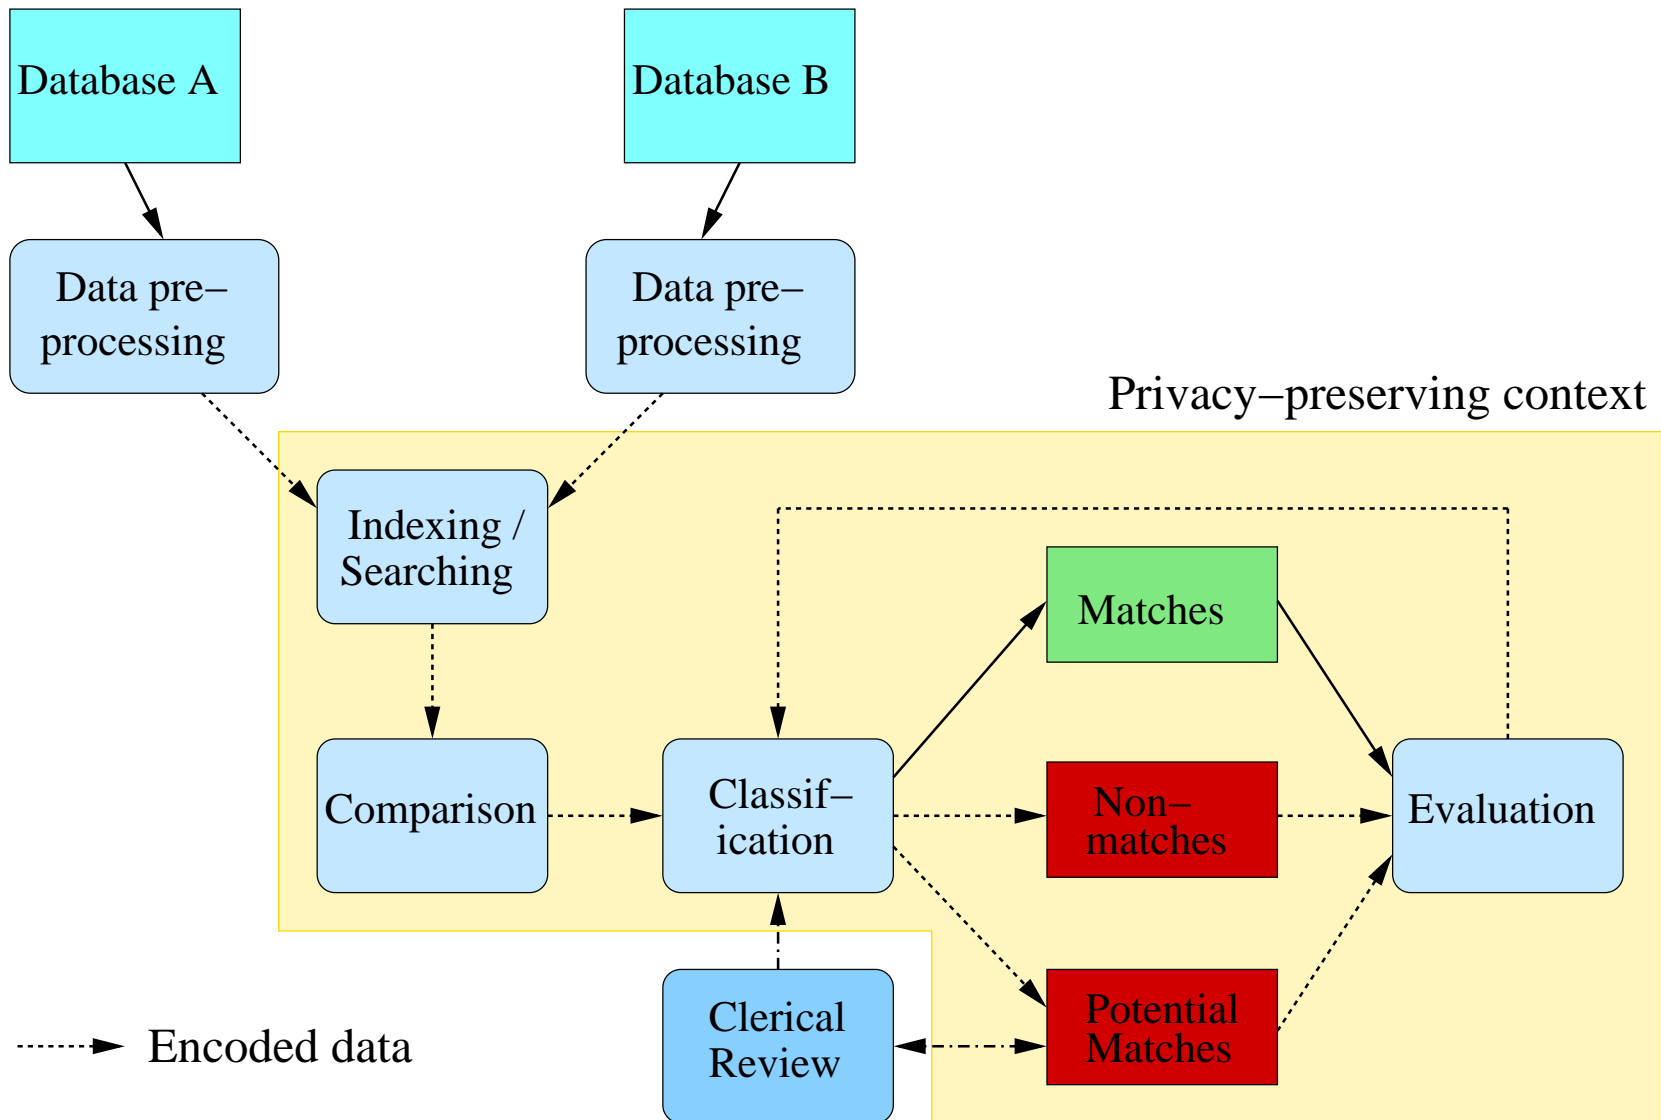 Database A
Database B
Data pre–
processing
Data pre–
processing
Privacy–preserving context
Indexing /
Searching
Matches
Comparison
Classif–
ication
Non–
matches
Evaluation
Clerical
Review
Potential
Matches
Encoded data